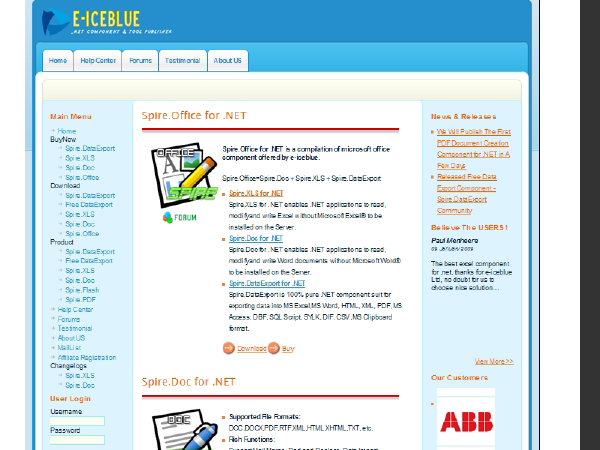 E-ICEBLUE
.NET COMPONENT & TOOL PUBLISHER
Home
Help Center
Forums
Testimonial
About US
Main Menu
Home
BuyNow
Spire.DataExport
Spire.XLS
Spire.Doc
Spire.Office
Download
Spire.DataExport
Free DataExport
Spire.XLS
Spire.Doc
Spire.Office
Product
Spire.DataExport
Free DataExport
Spire.XLS
Spire.Doc
Spire.Flash
Spire.PDF
Help Center
Forums
Testimonial
About US
MailList
Affiliate Registration
Changelogs
Spire.XLS
Spire.Doc
User Login
Username
Password
Spire.Office for .NET
OFFICE
SPIRE
FORUM
Spire.Office for .NET is a compilation of microsoft office
component offered by e-iceblue.
Spire.Office=Spire.Doc + Spire.XLS + Spire.DataExport
Spire.XLS for .NET
Spire.XLS for .NET enables .NET applications to read,
modify and write Excel without Microsoft Excel® to be
installed on the Server.
Spire.Doc for .NET
Spire.Doc for .NET enables .NET applications to read,
modify and write Word documents without Microsoft Word®
to be installed on the Server.
Spire.DataExport for .NET
Spire.DataExport is 100% pure .NET component suit for
exporting data into MS Excel,MS Word, HTML, XML, PDF, MS
Access, DBF, SQL Script, SYLK, DIF, CSV ,MS Clipboard
format.
Download
Buy
Spire.Doc for .NET
DOC
Supported File Formats:
DOC,DOCX,PDF,RTF,XML,HTML,XHTML,TXT, etc.
Rich Functions:
News & Releases
We Will Publish The First
PDF Document Creation
Component for .NET in A
Few Days
Released Free Data
Export Component -
Spire.DataExport
Community
Believe The USERS!
Paul Menheere
The best excel component
for .net, thanks for e-iceblue
Ltd, no doubt for us to
choose nice solution....
View More >>
Our Customers
ABB